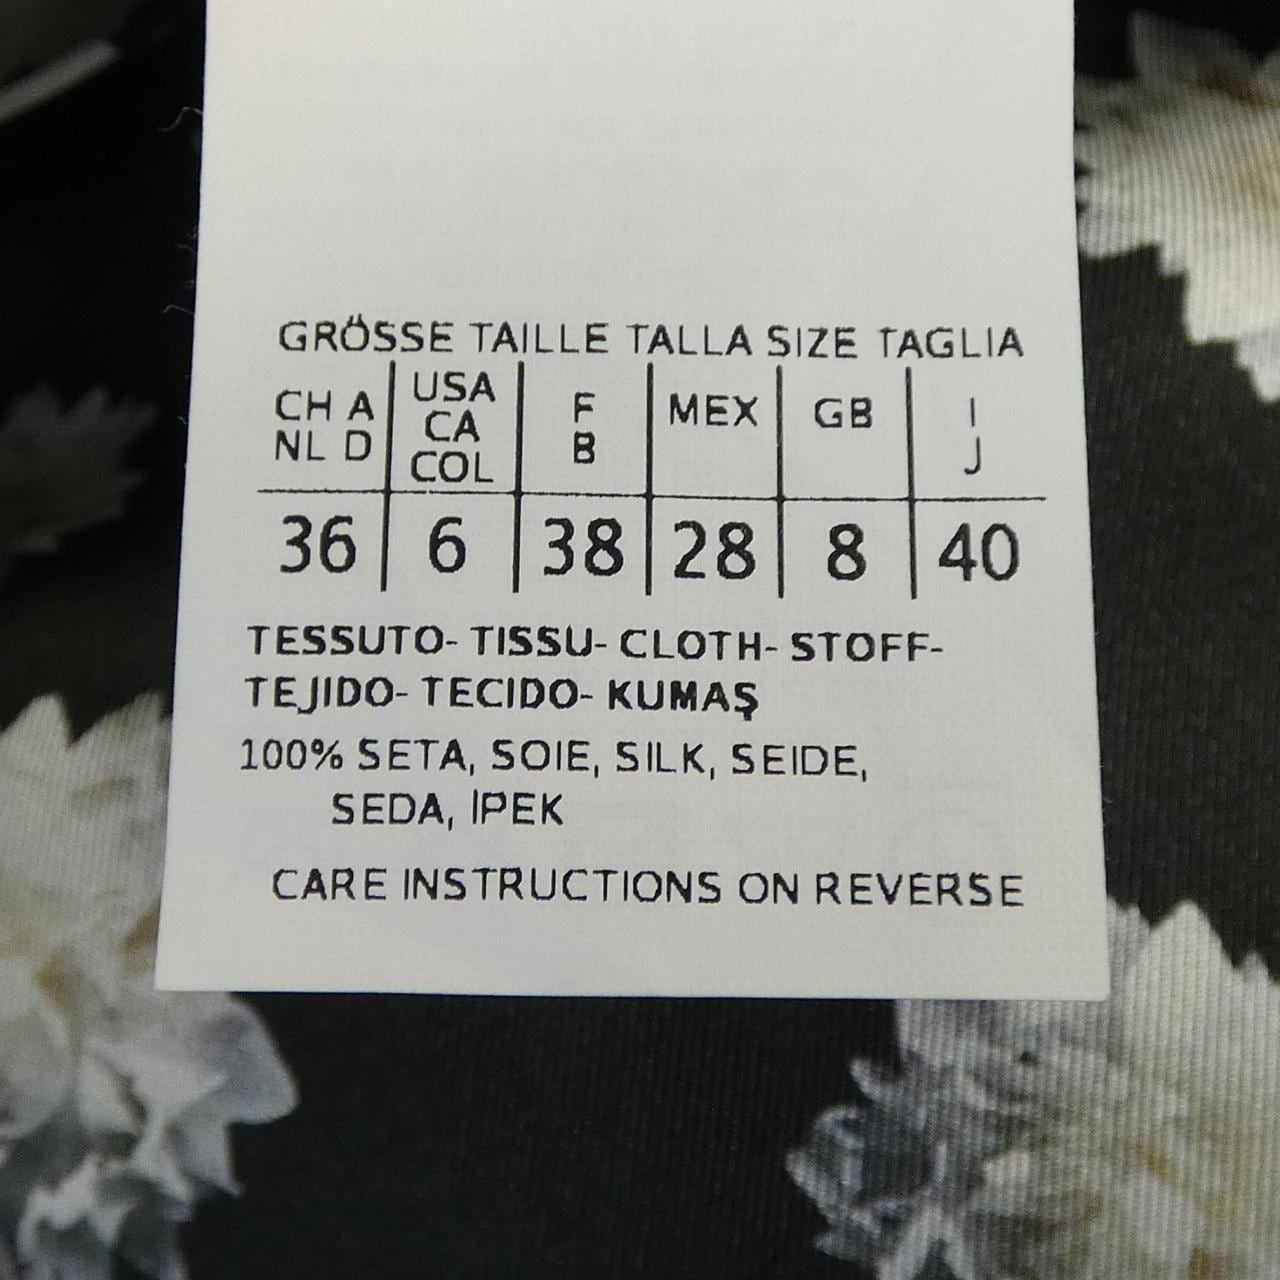 GRÖSSE TAILLE TALLA SIZE TAGLIA
CH A NL D | USA CA COL | F B | MEX | GB | I J
36 | 6 | 38 | 28 | 8 | 40
TESSUTO- TISSU- CLOTH- STOFF-
TEJIDO- TECIDO- KUMAŞ
100% SETA, SOIE, SILK, SEIDE,
SEDA, IPEK
CARE INSTRUCTIONS ON REVERSE